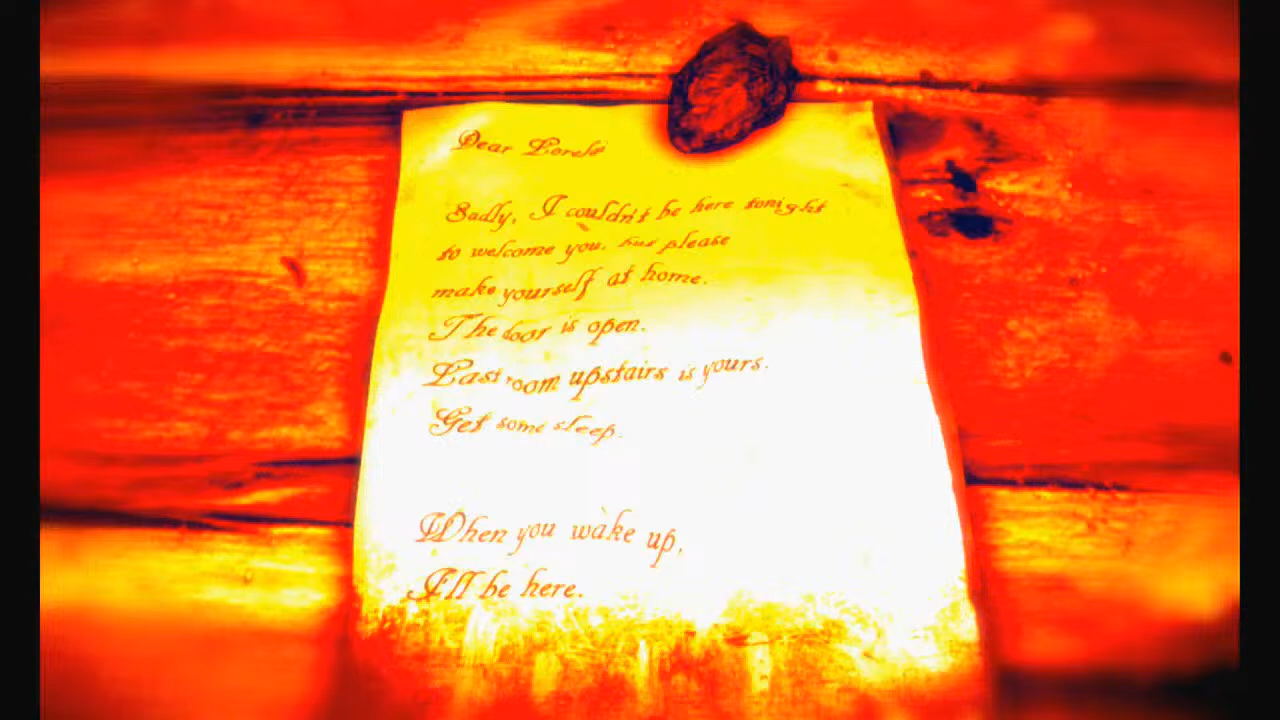 Dear Lorele
Sadly, I couldn't be here tonight
to welcome you. but please
make yourself at home.
The door is open.
Last room upstairs is yours.
Get some sleep.
When you wake up,
I'll be here.